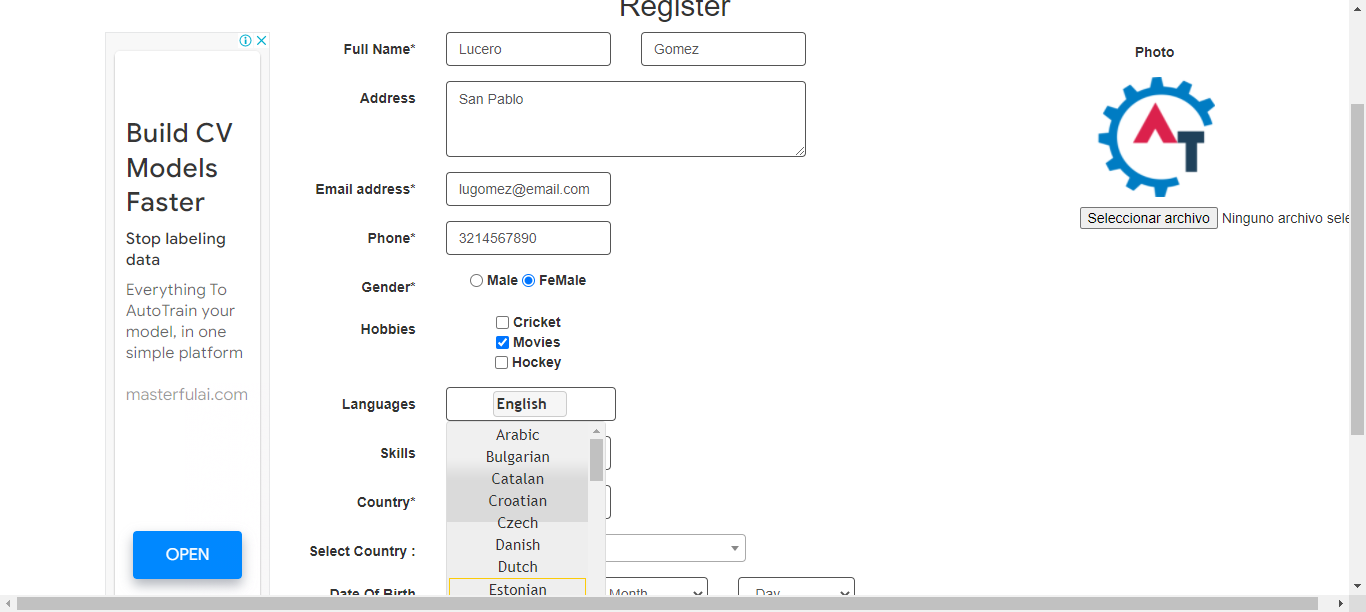 Register
Build CV
Models
Faster
Stop labeling
data
Everything To
AutoTrain your
model, in one
simple platform
masterfulai.com
OPEN
Full Name* Lucero Gomez
Address San Pablo
Email address* lugomez@email.com
Phone* 3214567890
Gender* Male FeMale
Hobbies Cricket
Movies
Hockey
Languages English
Arabic
Bulgarian
Catalan
Croatian
Czech
Danish
Dutch
Estonian
Skills
Country*
Select Country :
Date Of Birth Month Day
Photo
AT
Seleccionar archivo Ninguno archivo sele